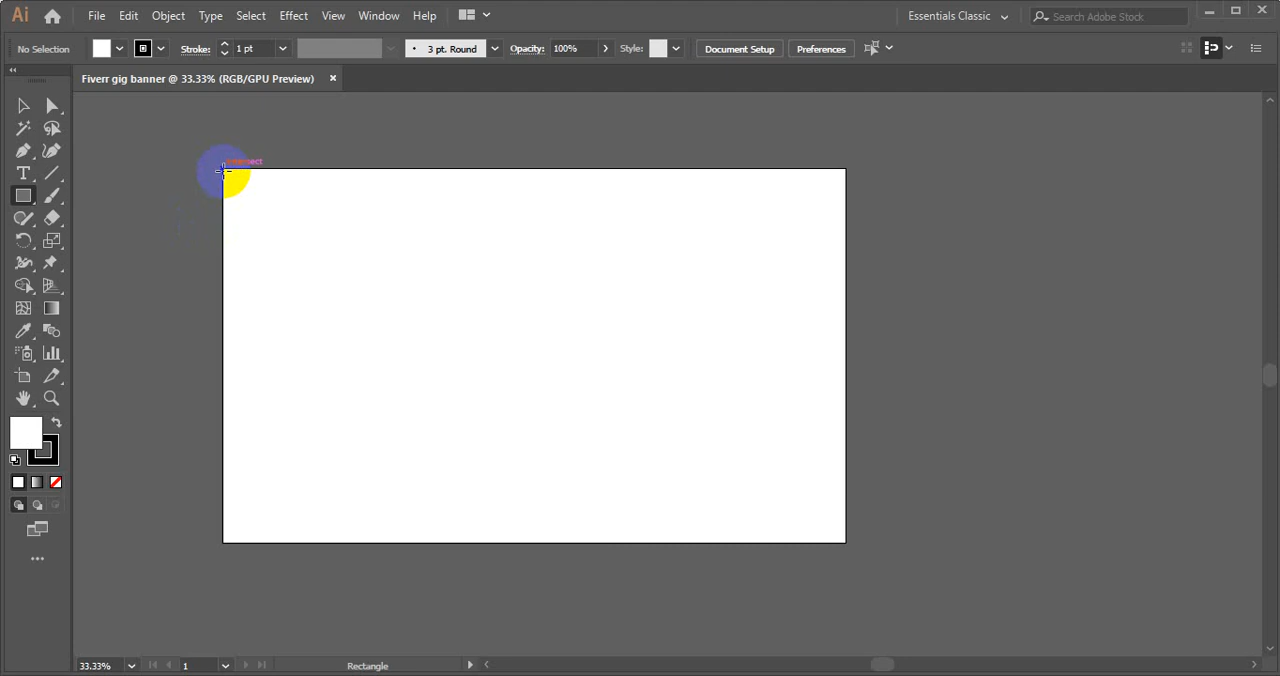 Ai File Edit Object Type Select Effect View Window Help Essentials Classic Search Adobe Stock
No Selection Stroke: 1 pt 3 pt. Round Opacity: 100% Style: Document Setup Preferences
Fiverr gig banner @ 33.33% (RGB/GPU Preview)
intersect
33.33% 1 Rectangle